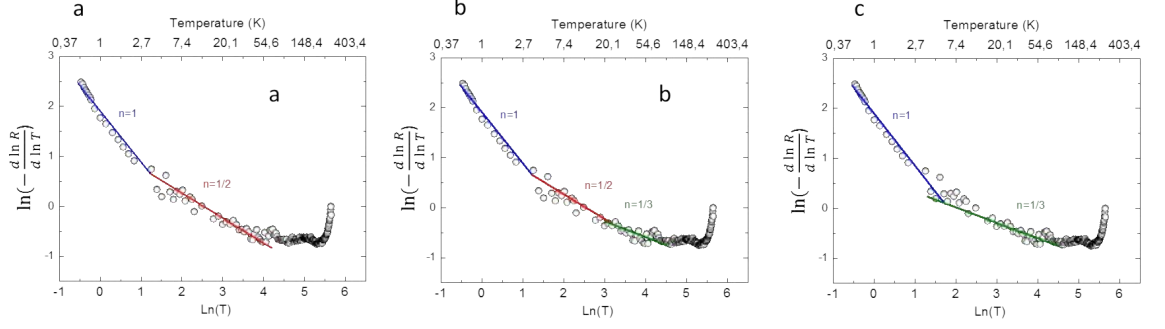 a
Temperature (K)
0,37 1 2,7 7,4 20,1 54,6 148,4 403,4
3
2
1
0
-1
ln(− d ln R / d ln T)
a
n=1
n=1/2
-1 0 1 2 3 4 5 6
Ln(T)
b
Temperature (K)
0,37 1 2,7 7,4 20,1 54,6 148,4 403,4
3
2
1
0
-1
ln(− d ln R / d ln T)
b
n=1
n=1/2
n=1/3
-1 0 1 2 3 4 5 6
Ln(T)
c
Temperature (K)
0,37 1 2,7 7,4 20,1 54,6 148,4 403,4
3
2
1
0
-1
ln(− d ln R / d ln T)
n=1
n=1/3
-1 0 1 2 3 4 5 6
Ln(T)